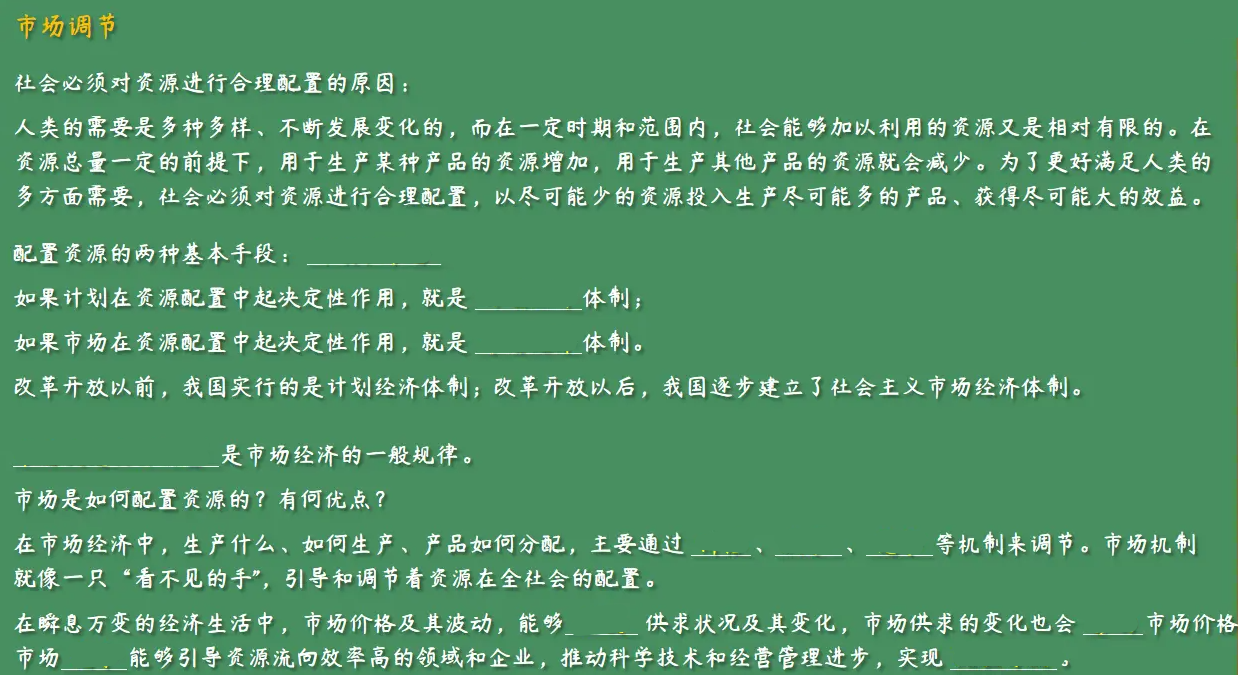 市场调节
社会必须对资源进行合理配置的原因：
人类的需要是多种多样、不断发展变化的，而在一定时期和范围内，社会能够加以利用的资源又是相对有限的。在
资源总量一定的前提下，用于生产某种产品的资源增加，用于生产其他产品的资源就会减少。为了更好满足人类的
多方面需要，社会必须对资源进行合理配置，以尽可能少的资源投入生产尽可能多的产品、获得尽可能大的效益。
配置资源的两种基本手段：__________
如果计划在资源配置中起决定性作用，就是________体制；
如果市场在资源配置中起决定性作用，就是________体制。
改革开放以前，我国实行的是计划经济体制；改革开放以后，我国逐步建立了社会主义市场经济体制。
________________是市场经济的一般规律。
市场是如何配置资源的？有何优点？
在市场经济中，生产什么、如何生产、产品如何分配，主要通过_____、_____、_____等机制来调节。市场机制
就像一只“看不见的手”，引导和调节着资源在全社会的配置。
在瞬息万变的经济生活中，市场价格及其波动，能够_____供求状况及其变化，市场供求的变化也会_____市场价格
市场_____能够引导资源流向效率高的领域和企业，推动科学技术和经营管理进步，实现________。